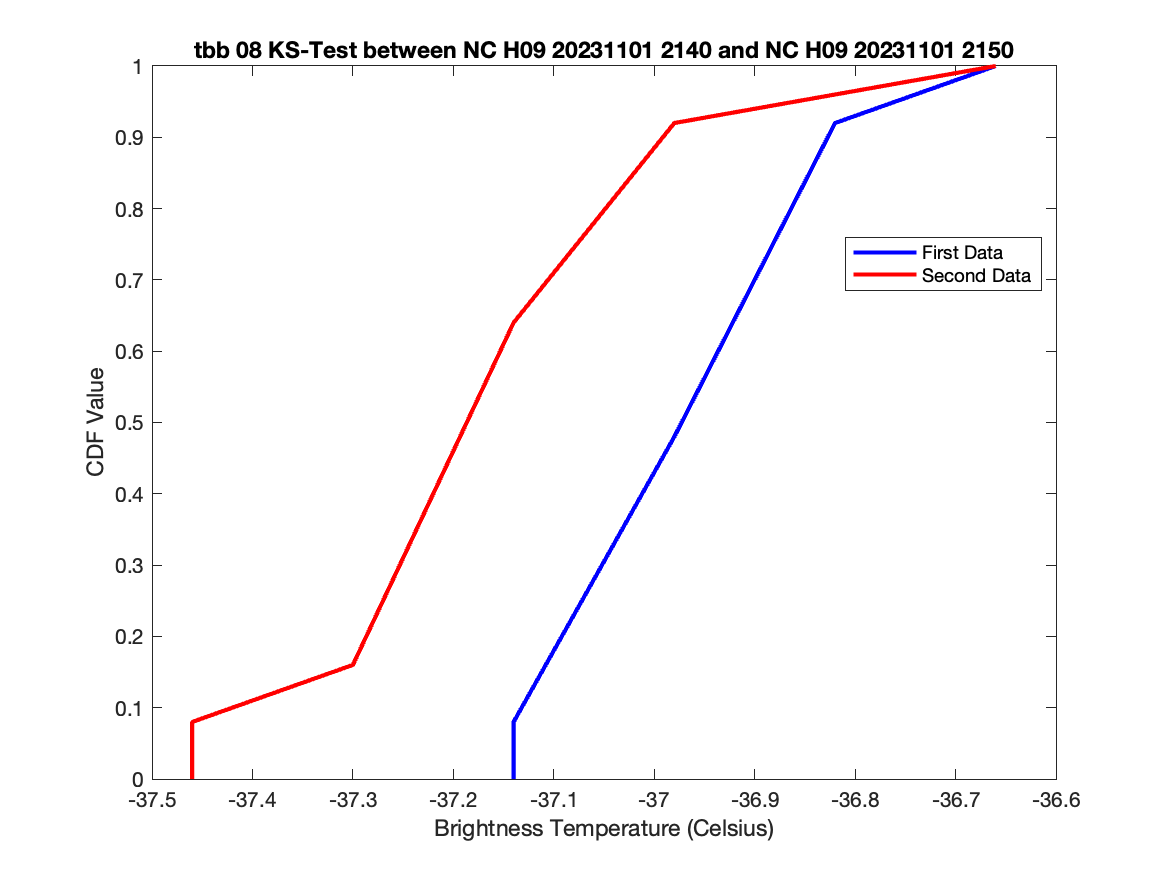 tbb 08 KS-Test between NC H09 20231101 2140 and NC H09 20231101 2150
1
0.9
0.8
0.7
0.6
0.5
0.4
0.3
0.2
0.1
0
CDF Value
First Data
Second Data
-37.5 -37.4 -37.3 -37.2 -37.1 -37 -36.9 -36.8 -36.7 -36.6
Brightness Temperature (Celsius)